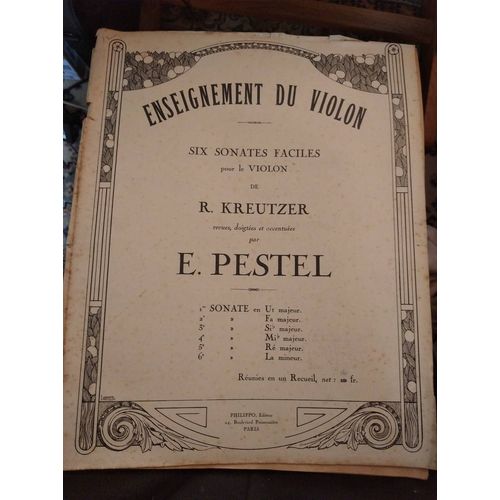 ENSEIGNEMENT DU VIOLON
SIX SONATES FACILES
pour le VIOLON
DE
R. KREUTZER
revues, doigtées et accentuées
par
E. PESTEL
1re SONATE en Ut majeur.
2e » Fa majeur.
3e » Si♭ majeur.
4e » Mi♭ majeur.
5e » Ré majeur.
6e » La mineur.
Réunies en un Recueil, net : fr.
PHILIPPO, Editeur
24, Boulevard Poissonnière
PARIS